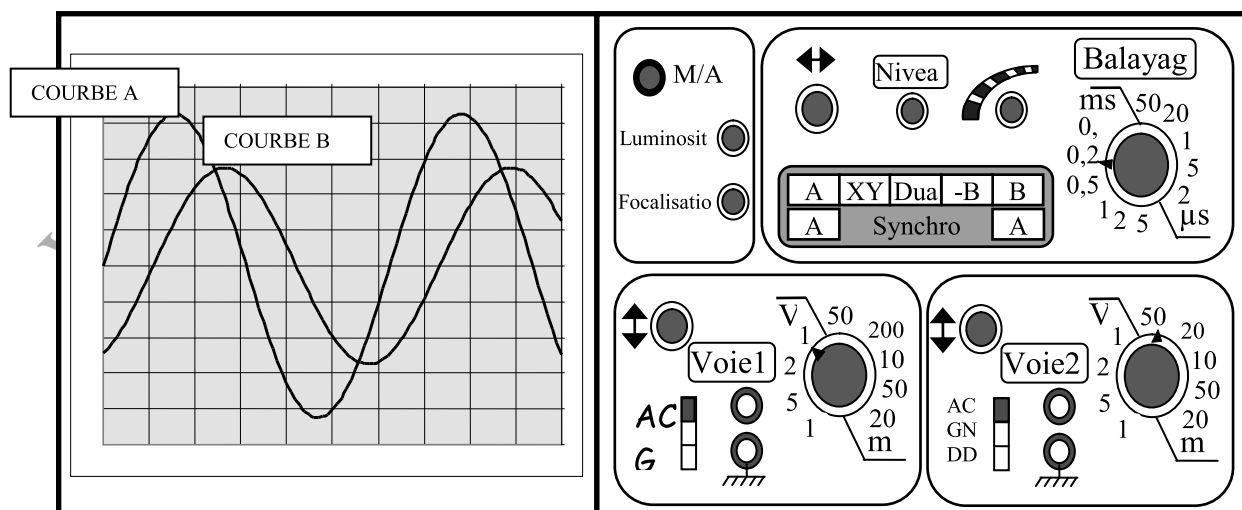 COURBE A
COURBE B
M/A
Luminosit
Focalisatio
Nivea
Balayag
ms
50
20
0,
1
0,2
5
0,5
2
1
2
5
µs
A XY Dua -B B
A Synchro A
V
50
1
200
2
10
5
50
1
20
m
Voie1
AC
G
V
50
1
20
2
10
5
50
1
20
m
Voie2
AC
GN
DD